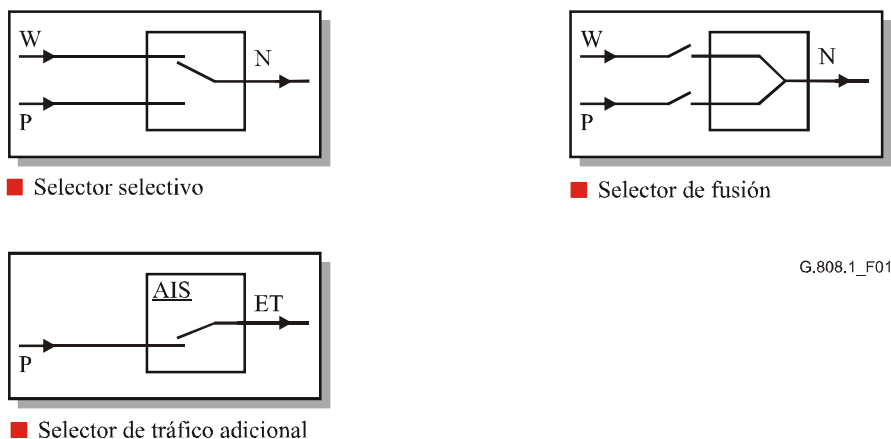 W
N
P
Selector selectivo
W
N
P
Selector de fusión
AIS
ET
P
Selector de tráfico adicional
G.808.1_F01